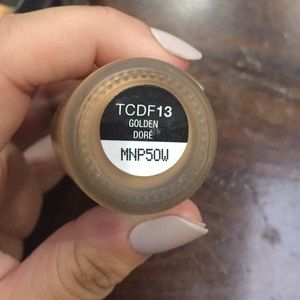 TCDF13
GOLDEN
DORÉ
MNP50W